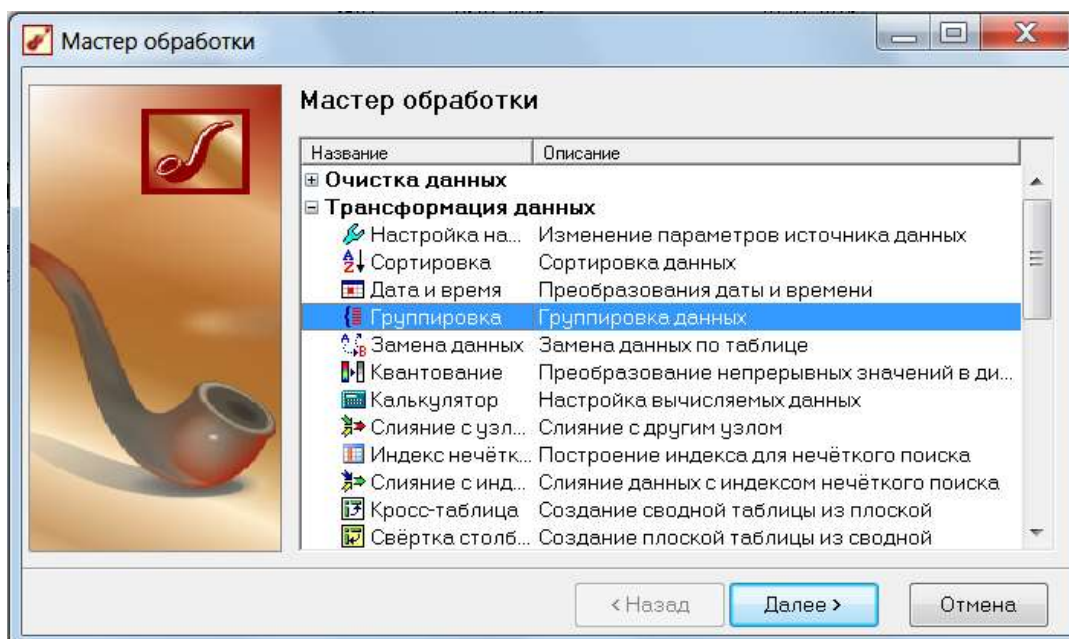 Мастер обработки
Мастер обработки
Название Описание
Очистка данных
Трансформация данных
Настройка на... Изменение параметров источника данных
Сортировка Сортировка данных
Дата и время Преобразования даты и времени
Группировка Группировка данных
Замена данных Замена данных по таблице
Квантование Преобразование непрерывных значений в ди...
Калькулятор Настройка вычисляемых данных
Слияние с узл... Слияние с другим узлом
Индекс нечётк... Построение индекса для нечёткого поиска
Слияние с инд... Слияние данных с индексом нечёткого поиска
Кросс-таблица Создание сводной таблицы из плоской
Свёртка столб... Создание плоской таблицы из сводной
< Назад Далее > Отмена